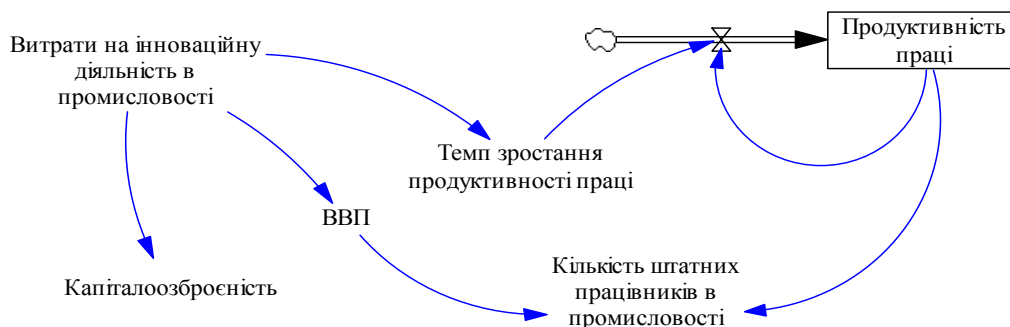 Витрати на інноваційну
діяльність в
промисловості
Продуктивність
праці
Темп зростання
продуктивності праці
ВВП
Капіталоозброєність
Кількість штатних
працівників в
промисловості